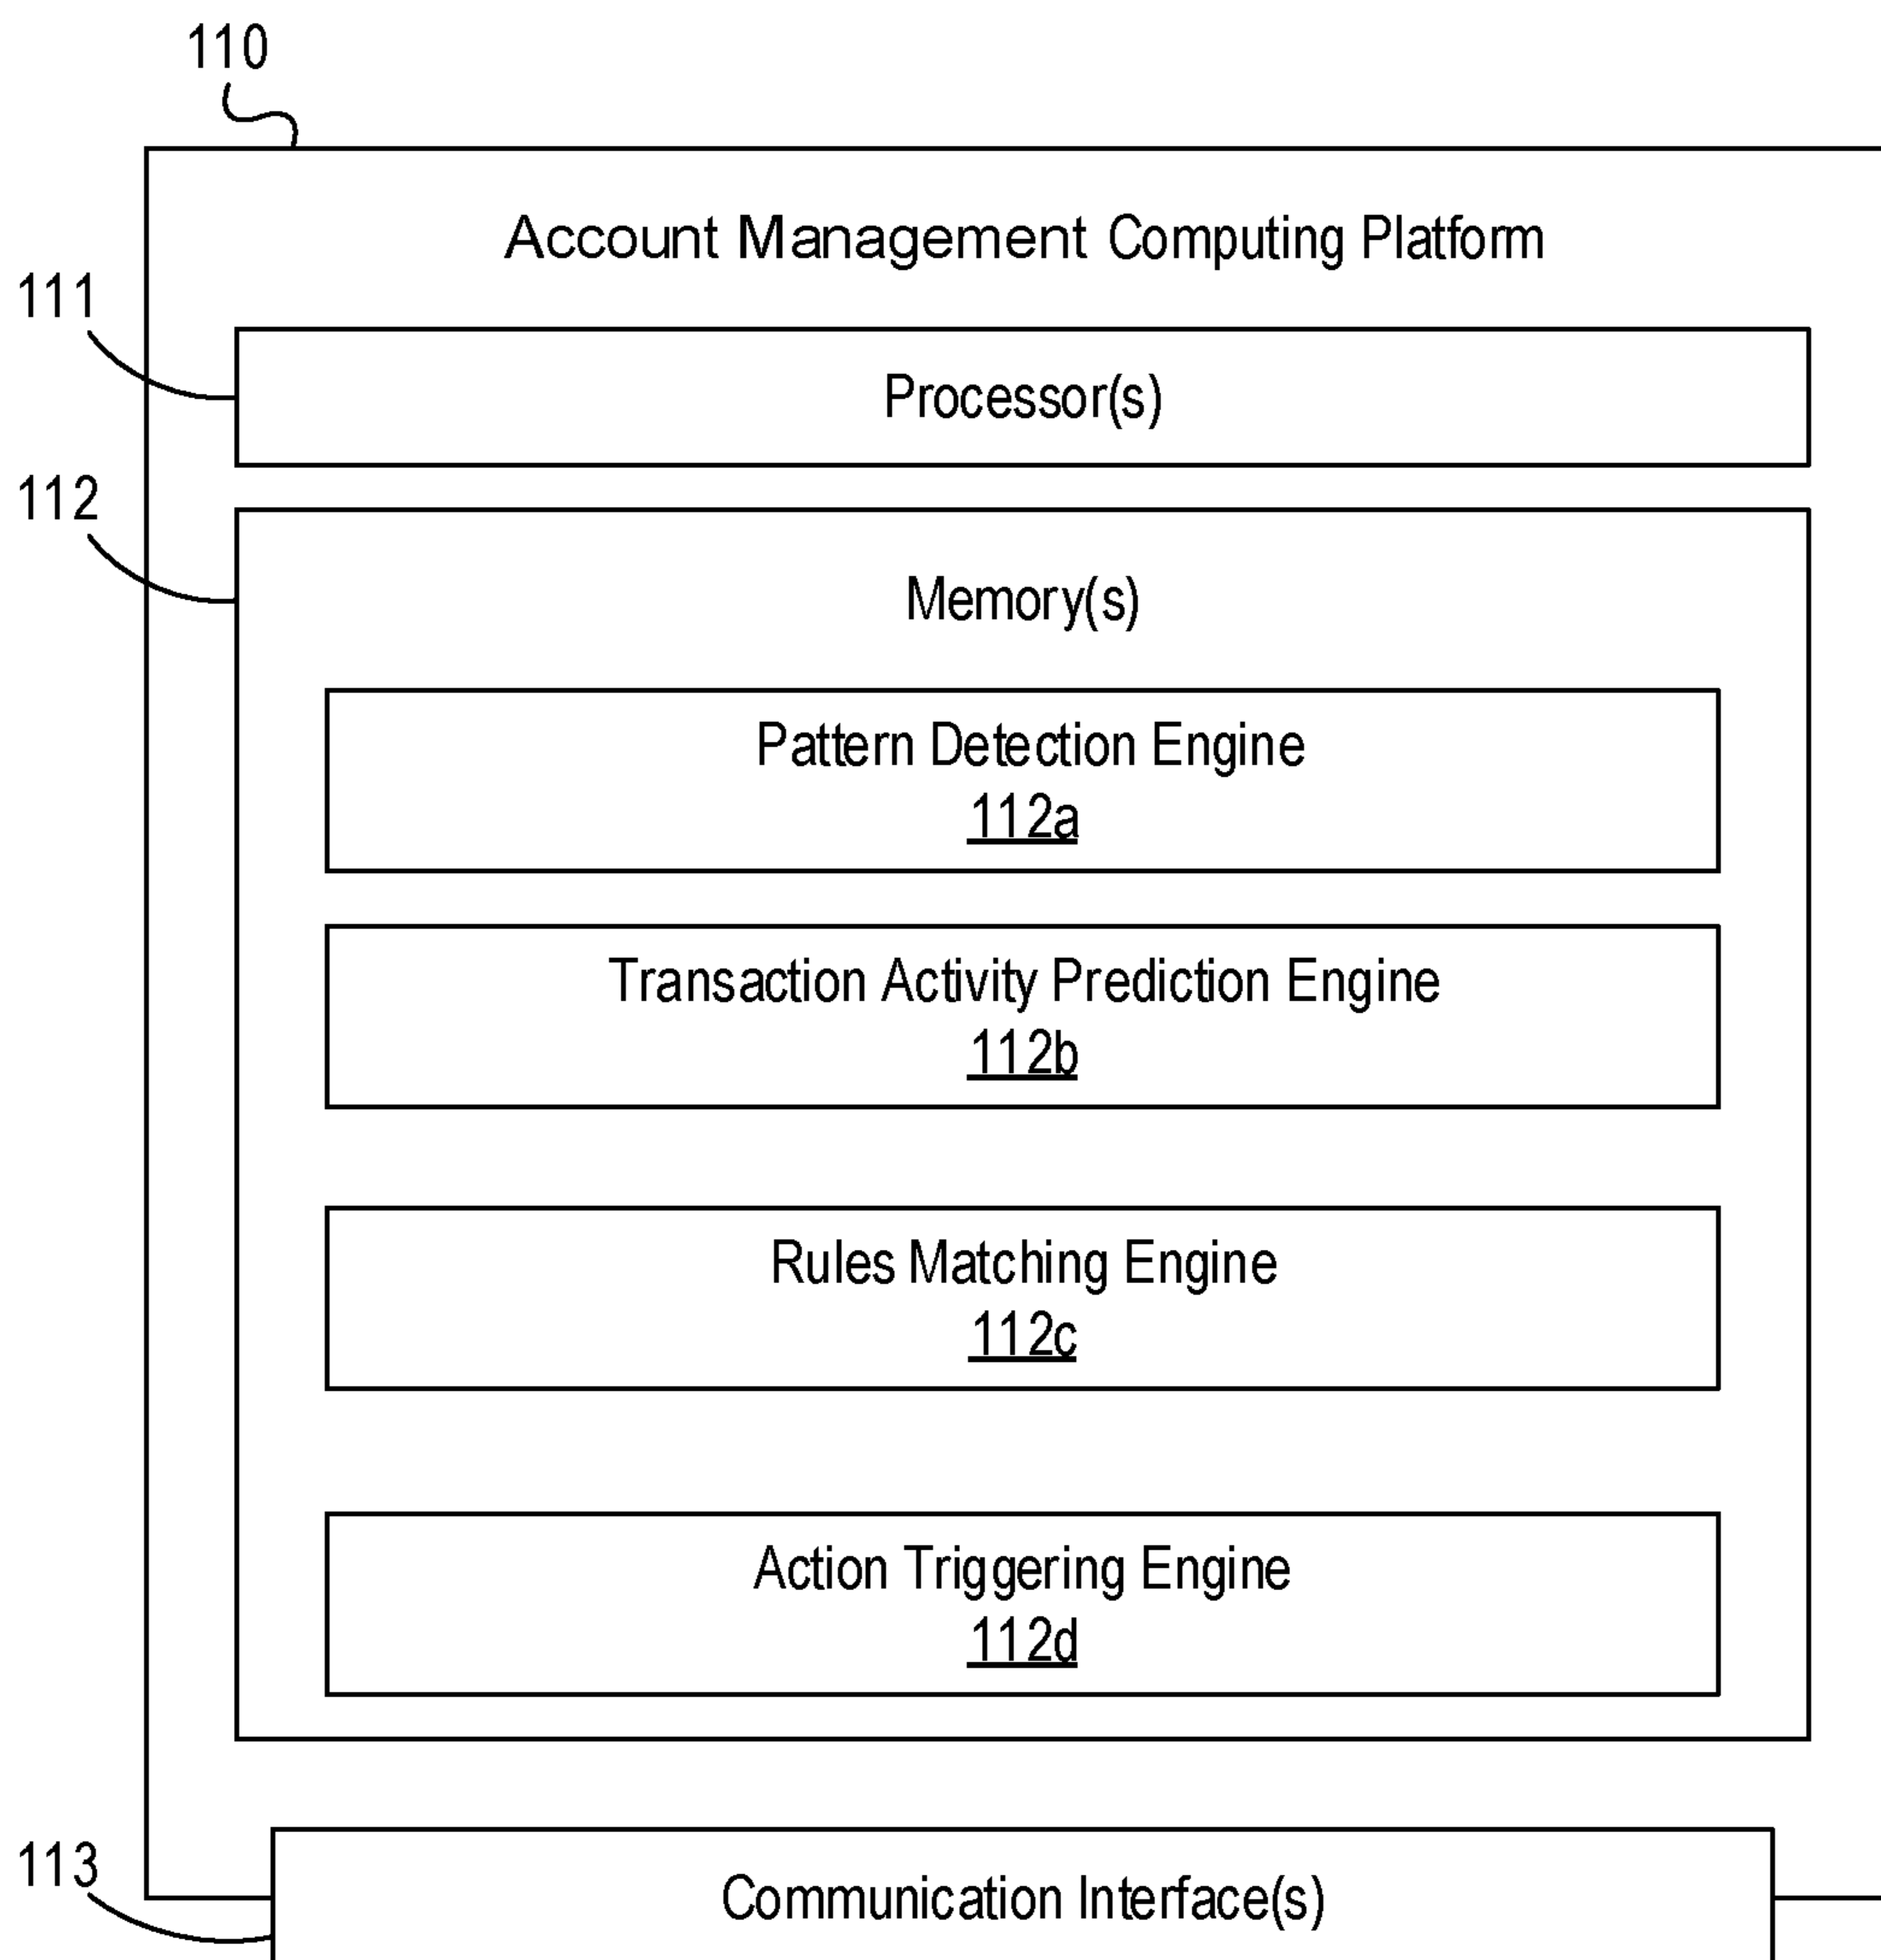 110
Account Management Computing Platform
111
Processor(s)
112
Memory(s)
Pattern Detection Engine
112a
Transaction Activity Prediction Engine
112b
Rules Matching Engine
112c
Action Triggering Engine
112d
113
Communication Interface(s)